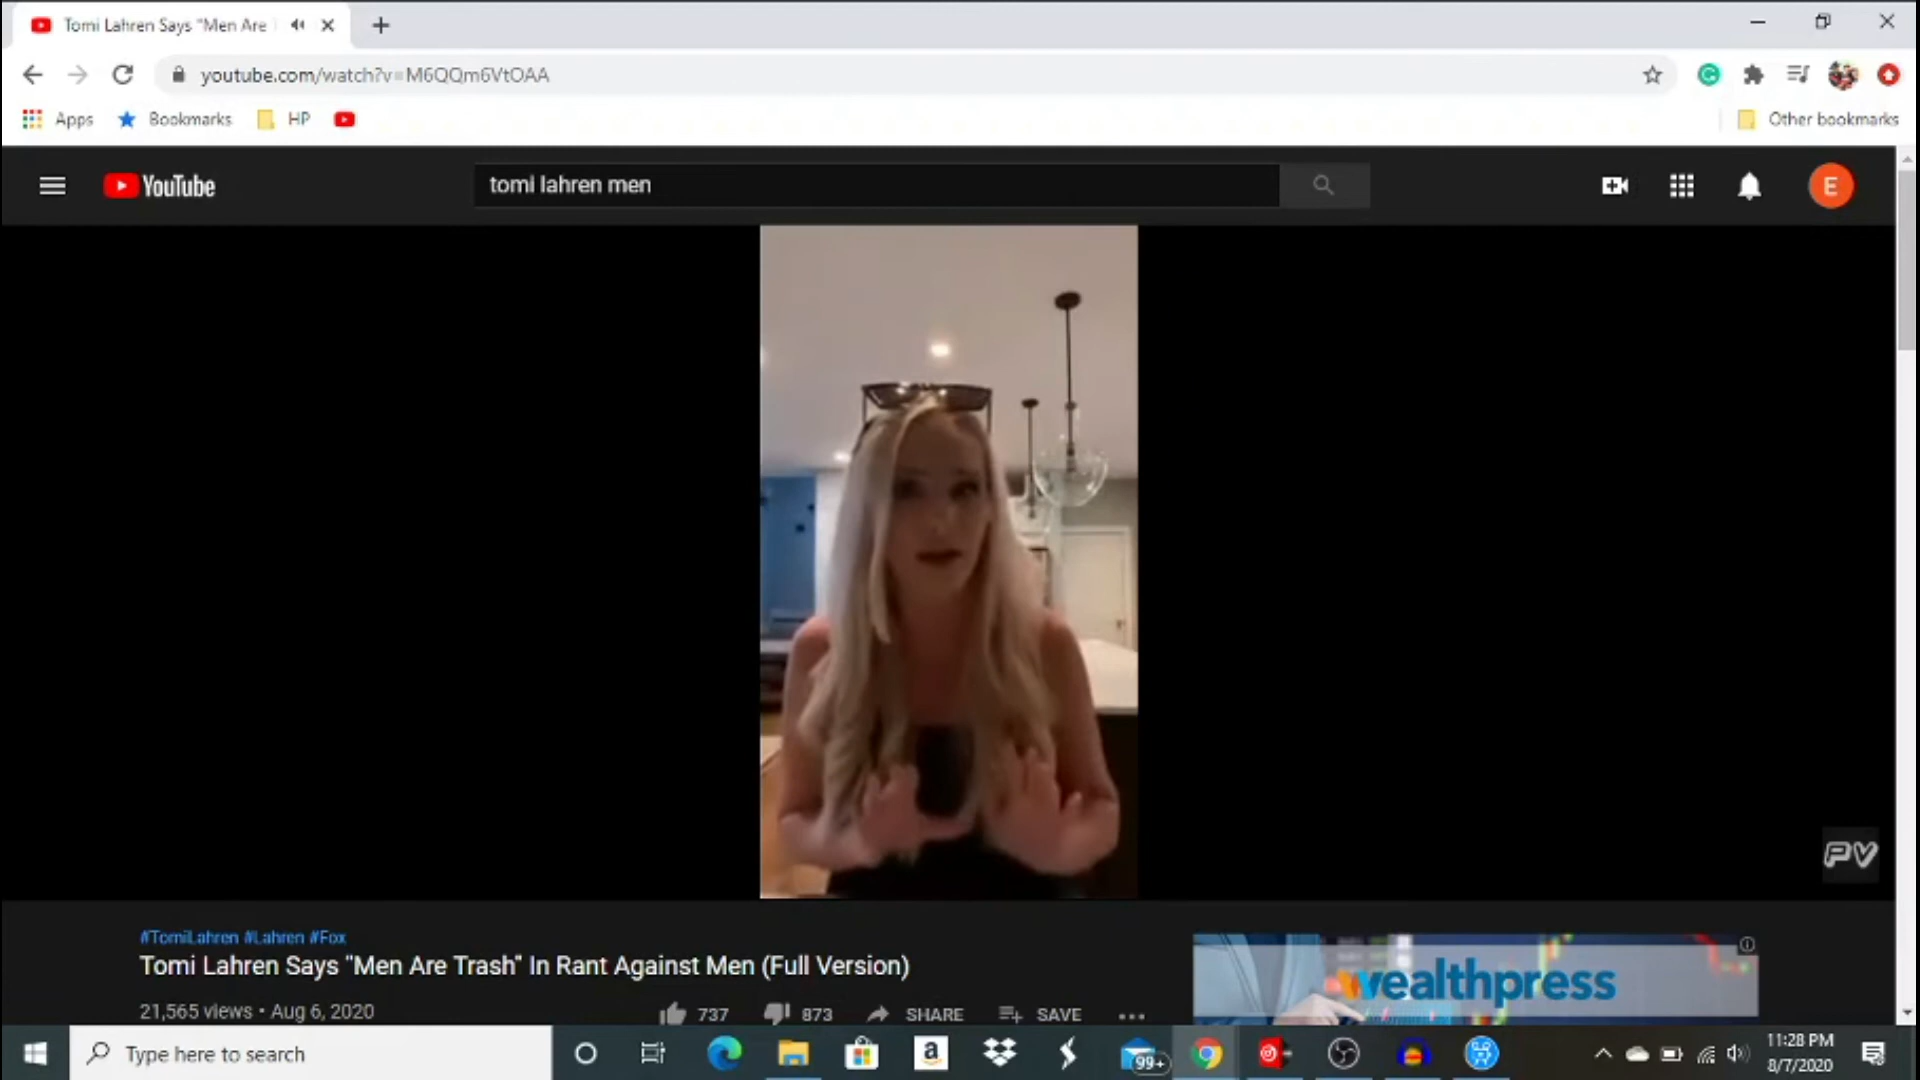 Tomi Lahren Says "Men Are
youtube.com/watch?v=M6QQm6VtOAA
Apps
Bookmarks
HP
Other bookmarks
YouTube
tomi lahren men
E
PV
#TomiLahren #Lahren #Fox
Tomi Lahren Says "Men Are Trash" In Rant Against Men (Full Version)
21,565 views • Aug 6, 2020
737
873
SHARE
SAVE
wealthpress
Type here to search
a
99+
11:28 PM
8/7/2020